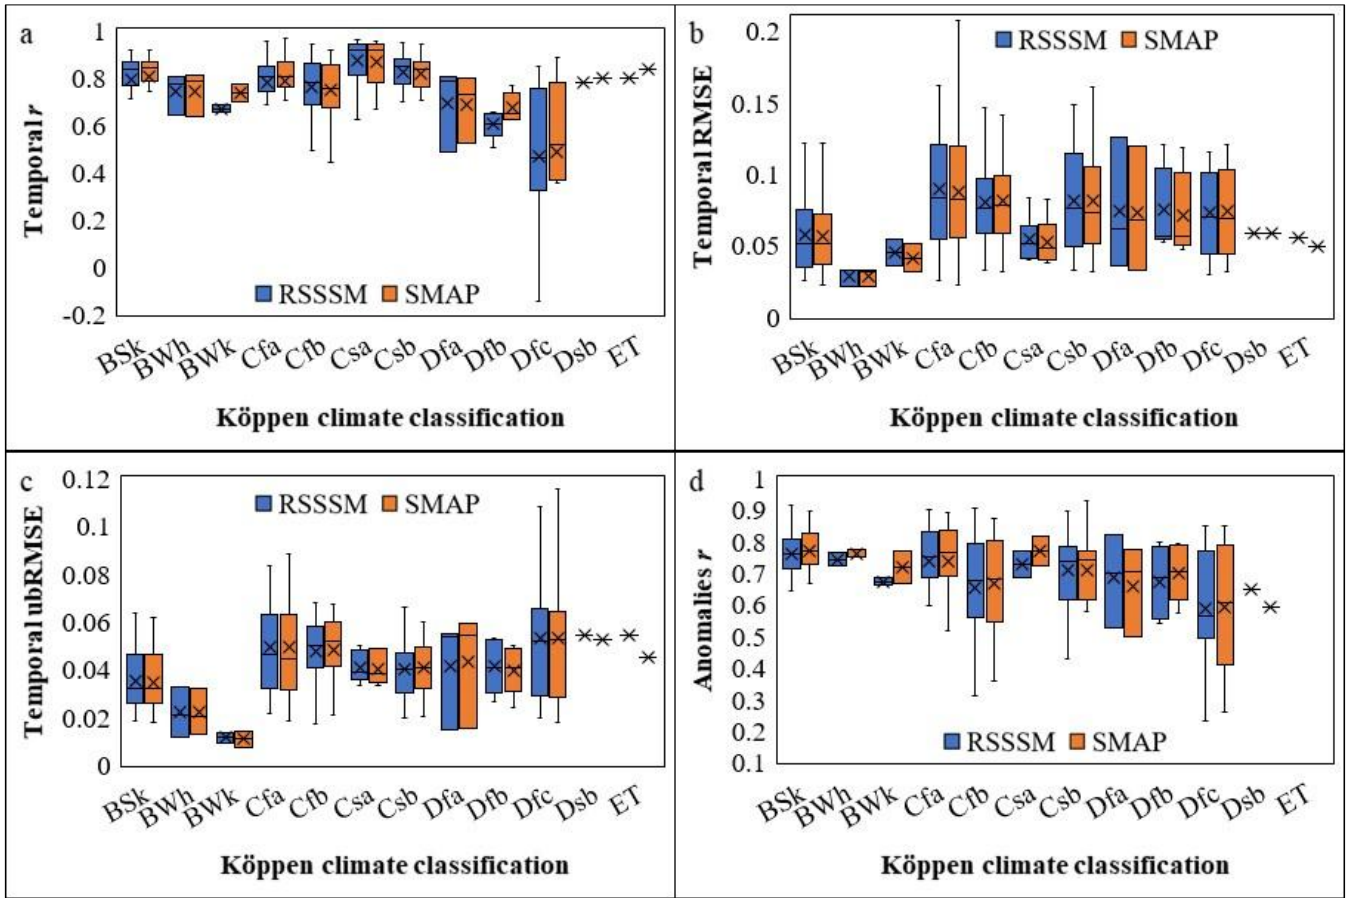 a
1
0.8
0.6
0.4
0.2
0
-0.2
Temporal r
RSSSM SMAP
BSk BWh BWk Cfa Cfb Csa Csb Dfa Dfb Dfc Dsb ET
Köppen climate classification
b
0.2
0.15
0.1
0.05
0
Temporal RMSE
RSSSM SMAP
BSk BWh BWk Cfa Cfb Csa Csb Dfa Dfb Dfc Dsb ET
Köppen climate classification
c
0.12
0.1
0.08
0.06
0.04
0.02
0
Temporal ubRMSE
RSSSM SMAP
BSk BWh BWk Cfa Cfb Csa Csb Dfa Dfb Dfc Dsb ET
Köppen climate classification
d
1
0.9
0.8
0.7
0.6
0.5
0.4
0.3
0.2
0.1
Anomalies r
RSSSM SMAP
BSk BWh BWk Cfa Cfb Csa Csb Dfa Dfb Dfc Dsb ET
Köppen climate classification